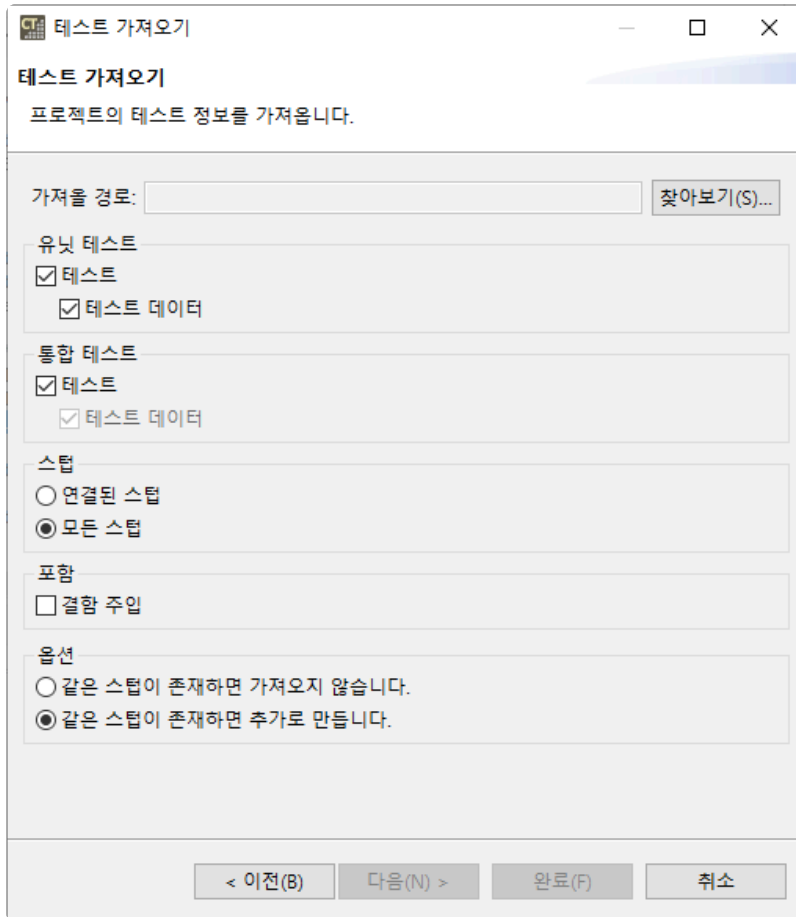 CT 테스트 가져오기
테스트 가져오기
프로젝트의 테스트 정보를 가져옵니다.
가져올 경로: 찾아보기(S)...
유닛 테스트
테스트
테스트 데이터
통합 테스트
테스트
테스트 데이터
스텁
연결된 스텁
모든 스텁
포함
결함 주입
옵션
같은 스텁이 존재하면 가져오지 않습니다.
같은 스텁이 존재하면 추가로 만듭니다.
< 이전(B) 다음(N) > 완료(F) 취소